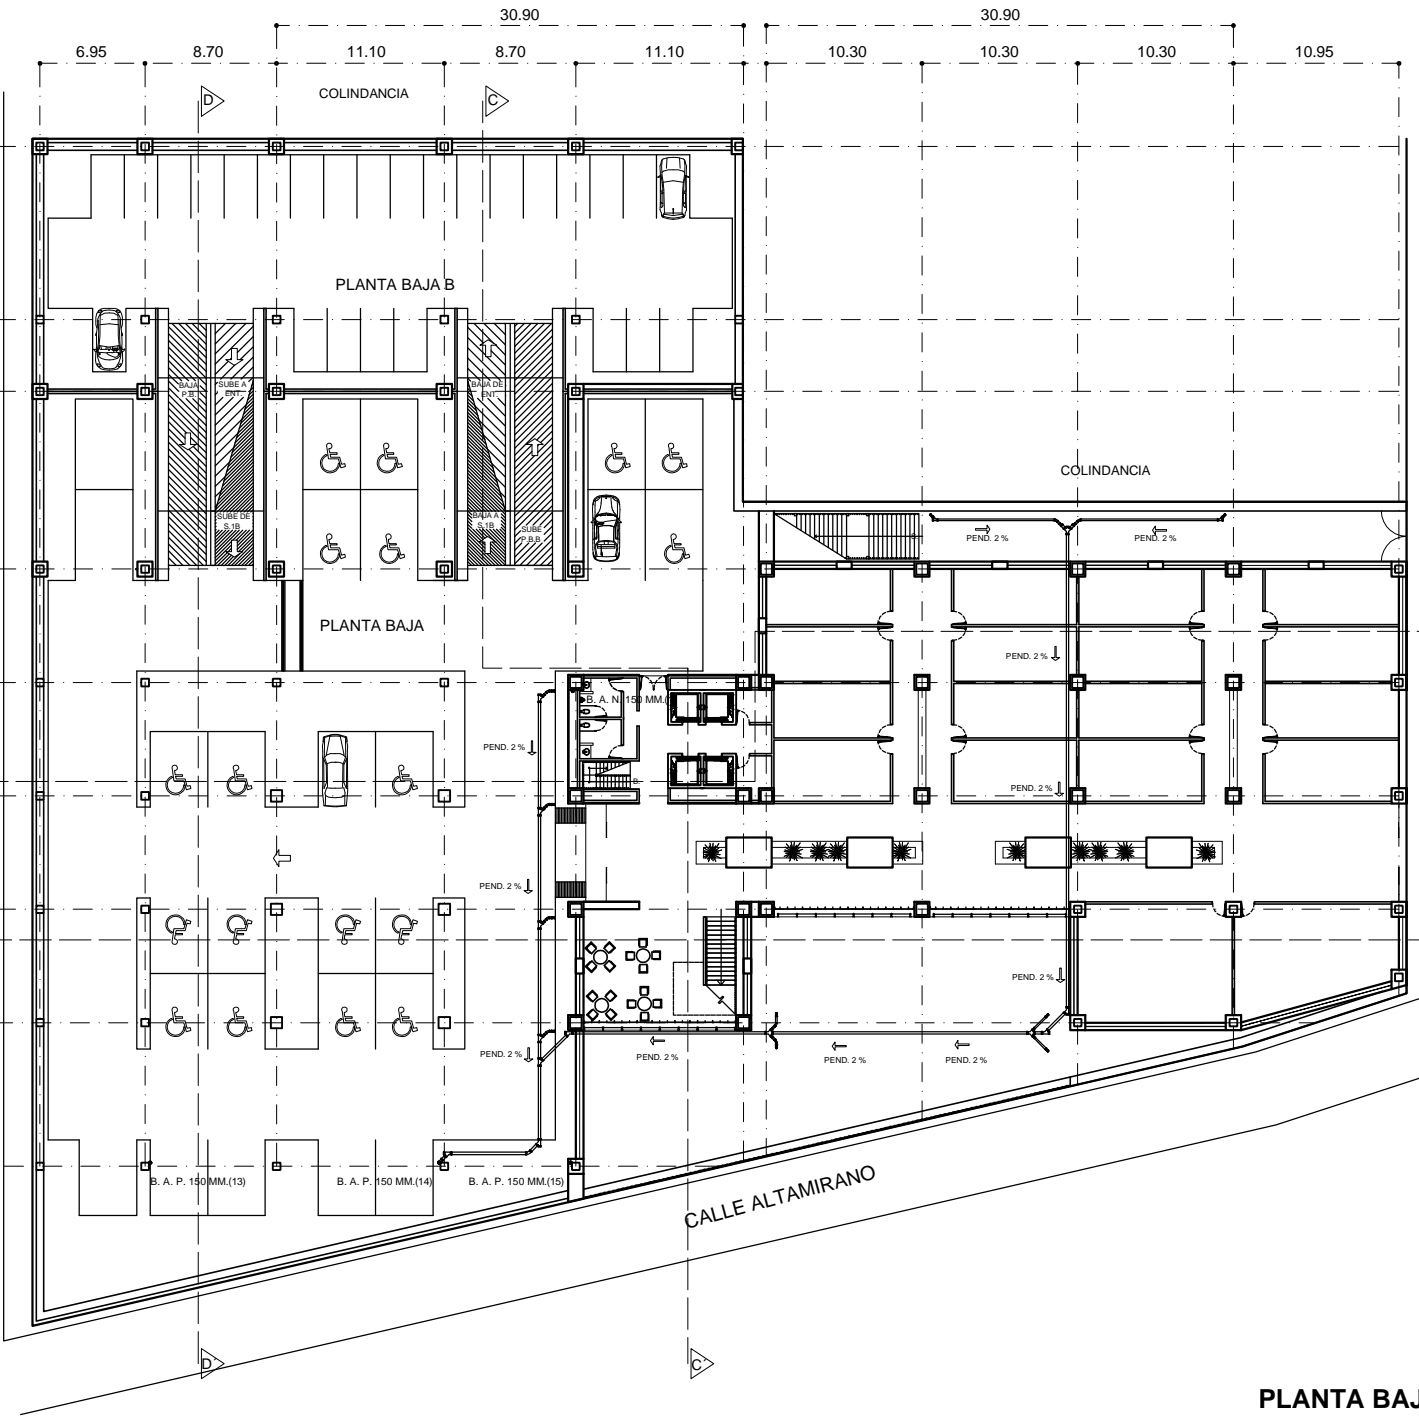 30.90 30.90
6.95 8.70 11.10 8.70 11.10 10.30 10.30 10.30 10.95
D C
COLINDANCIA
PLANTA BAJA B
BAJA
P.B.
SUBE A
ENT.
BAJA DE
ENT.
COLINDANCIA
SUBE DE
S.1B
BAJA A
S.1B
SUBE
P.B.B
B.
PEND. 2 % PEND. 2 %
PLANTA BAJA
PEND. 2 %
B. A. N. 150 MM.(
PEND. 2 %
B.
PEND. 2 %
PEND. 2 %
PEND. 2 %
PEND. 2 % PEND. 2 % PEND. 2 % PEND. 2 %
B. A. P. 150 MM.(13) B. A. P. 150 MM.(14) B. A. P. 150 MM.(15)
CALLE ALTAMIRANO
D´ C´
PLANTA BAJ